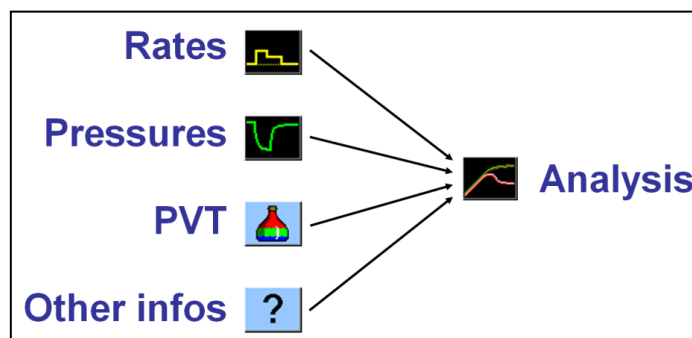 Rates
Pressures
Analysis
PVT
Other infos
?